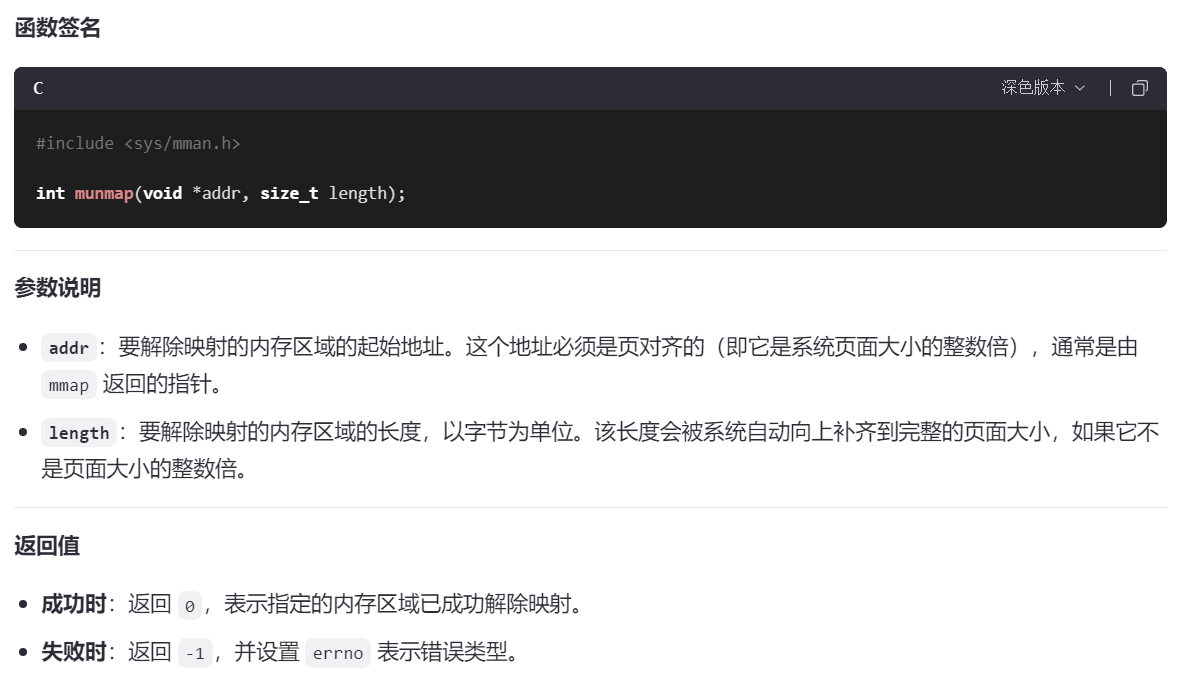 函数签名
C
深色版本
#include <sys/mman.h>
int munmap(void *addr, size_t length);
参数说明
addr：要解除映射的内存区域的起始地址。这个地址必须是页对齐的（即它是系统页面大小的整数倍），通常是由
mmap 返回的指针。
length：要解除映射的内存区域的长度，以字节为单位。该长度会被系统自动向上补齐到完整的页面大小，如果它不
是页面大小的整数倍。
返回值
成功时：返回 0，表示指定的内存区域已成功解除映射。
失败时：返回 -1，并设置 errno 表示错误类型。